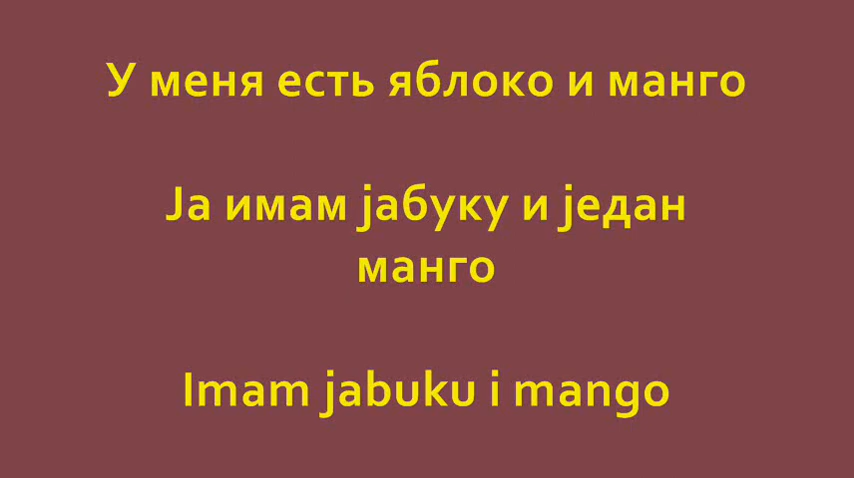 У меня есть яблоко и манго
Ја имам јабуку и један
манго
Imam jabuku i mango